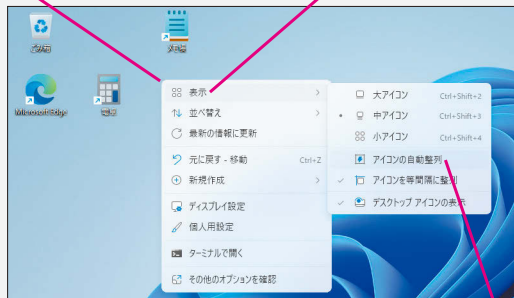 ごみ箱
メモ帳
Microsoft Edge
電卓
表示
並べ替え
最新の情報に更新
元に戻す - 移動 Ctrl+Z
新規作成
ディスプレイ設定
個人用設定
ターミナルで開く
その他のオプションを確認
大アイコン Ctrl+Shift+2
中アイコン Ctrl+Shift+3
小アイコン Ctrl+Shift+4
アイコンの自動整列
アイコンを等間隔に整列
デスクトップ アイコンの表示